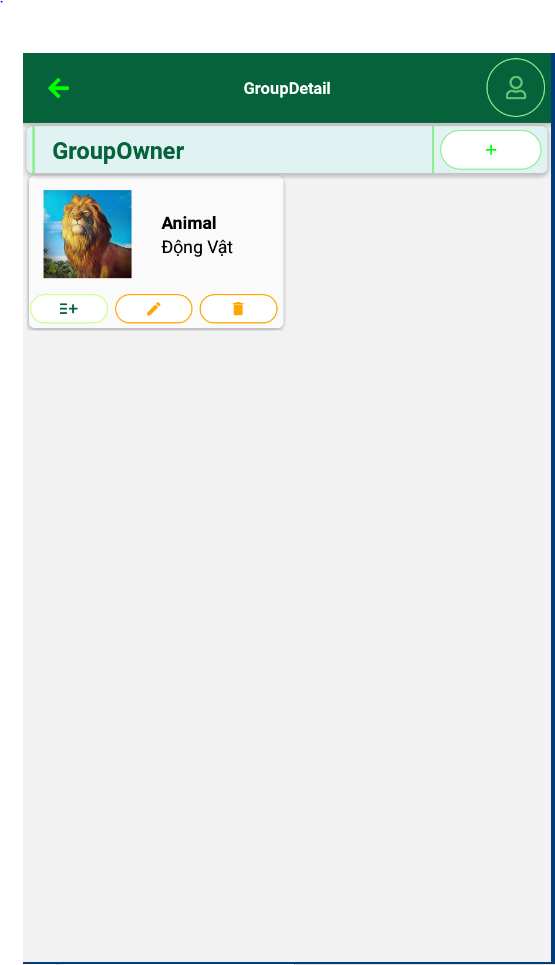 GroupDetail
GroupOwner
+
Animal
Động Vật